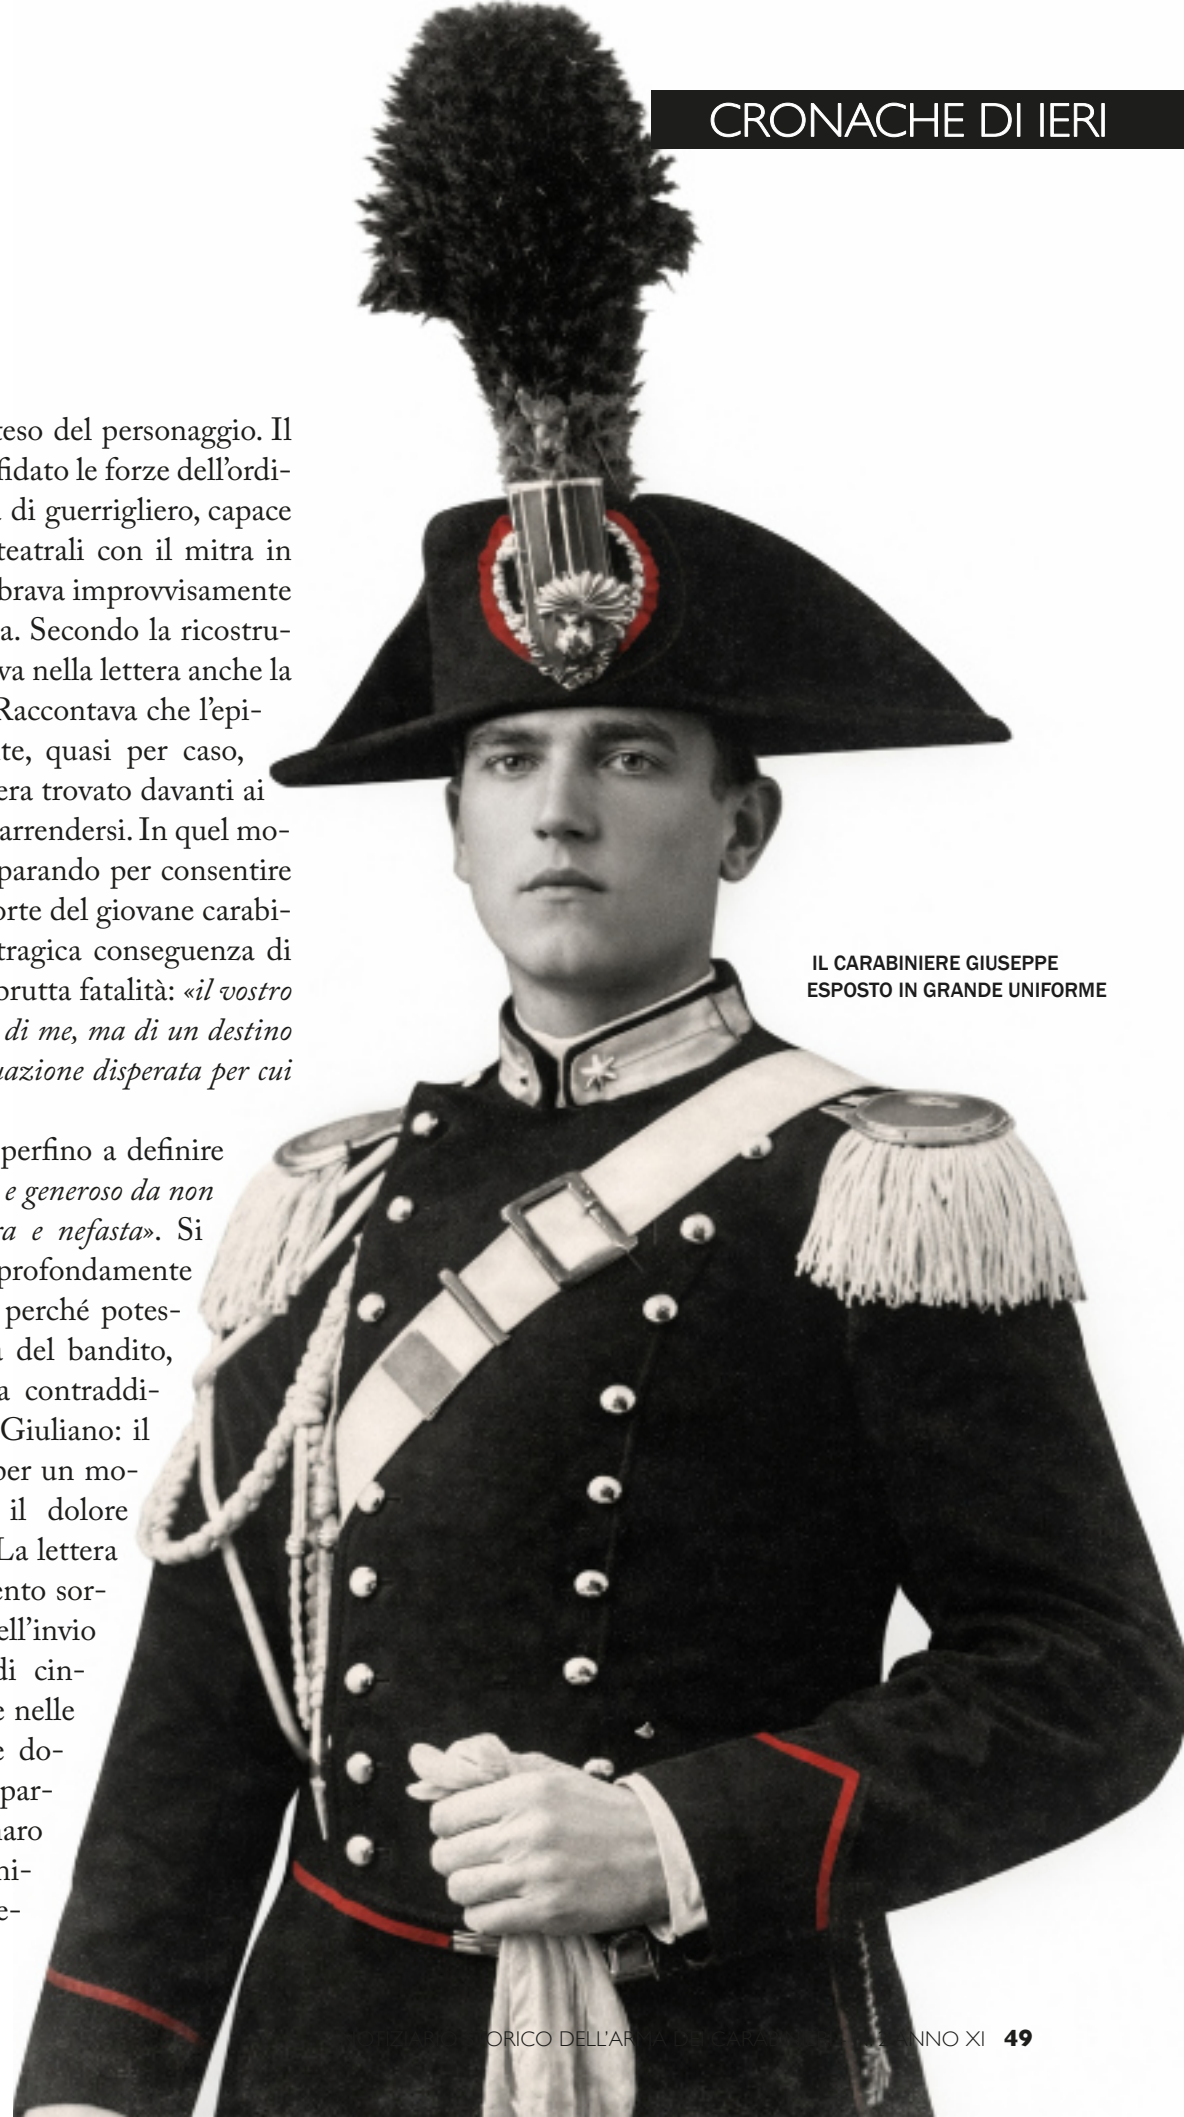 CRONACHE DI IERI
teso del personaggio. Il
fidato le forze dell'ordi-
di guerrigliero, capace
teatrali con il mitra in
brava improvvisamente
a. Secondo la ricostru-
va nella lettera anche la
Raccontava che l'epi-
te, quasi per caso,
era trovato davanti ai
arrendersi. In quel mo-
parando per consentire
orte del giovane carabi-
tragica conseguenza di
brutta fatalità: «il vostro
di me, ma di un destino
uazione disperata per cui
perfino a definire
e generoso da non
ra e nefasta». Si
profondamente
perché potes-
a del bandito,
a contraddi-
Giuliano: il
per un mo-
il dolore
La lettera
ento sor-
ell'invio
di cin-
e nelle
e do-
par-
naro
ni-
e-
IL CARABINIERE GIUSEPPE
ESPOSTO IN GRANDE UNIFORME
ORICO DELL'AR ANNO XI 49